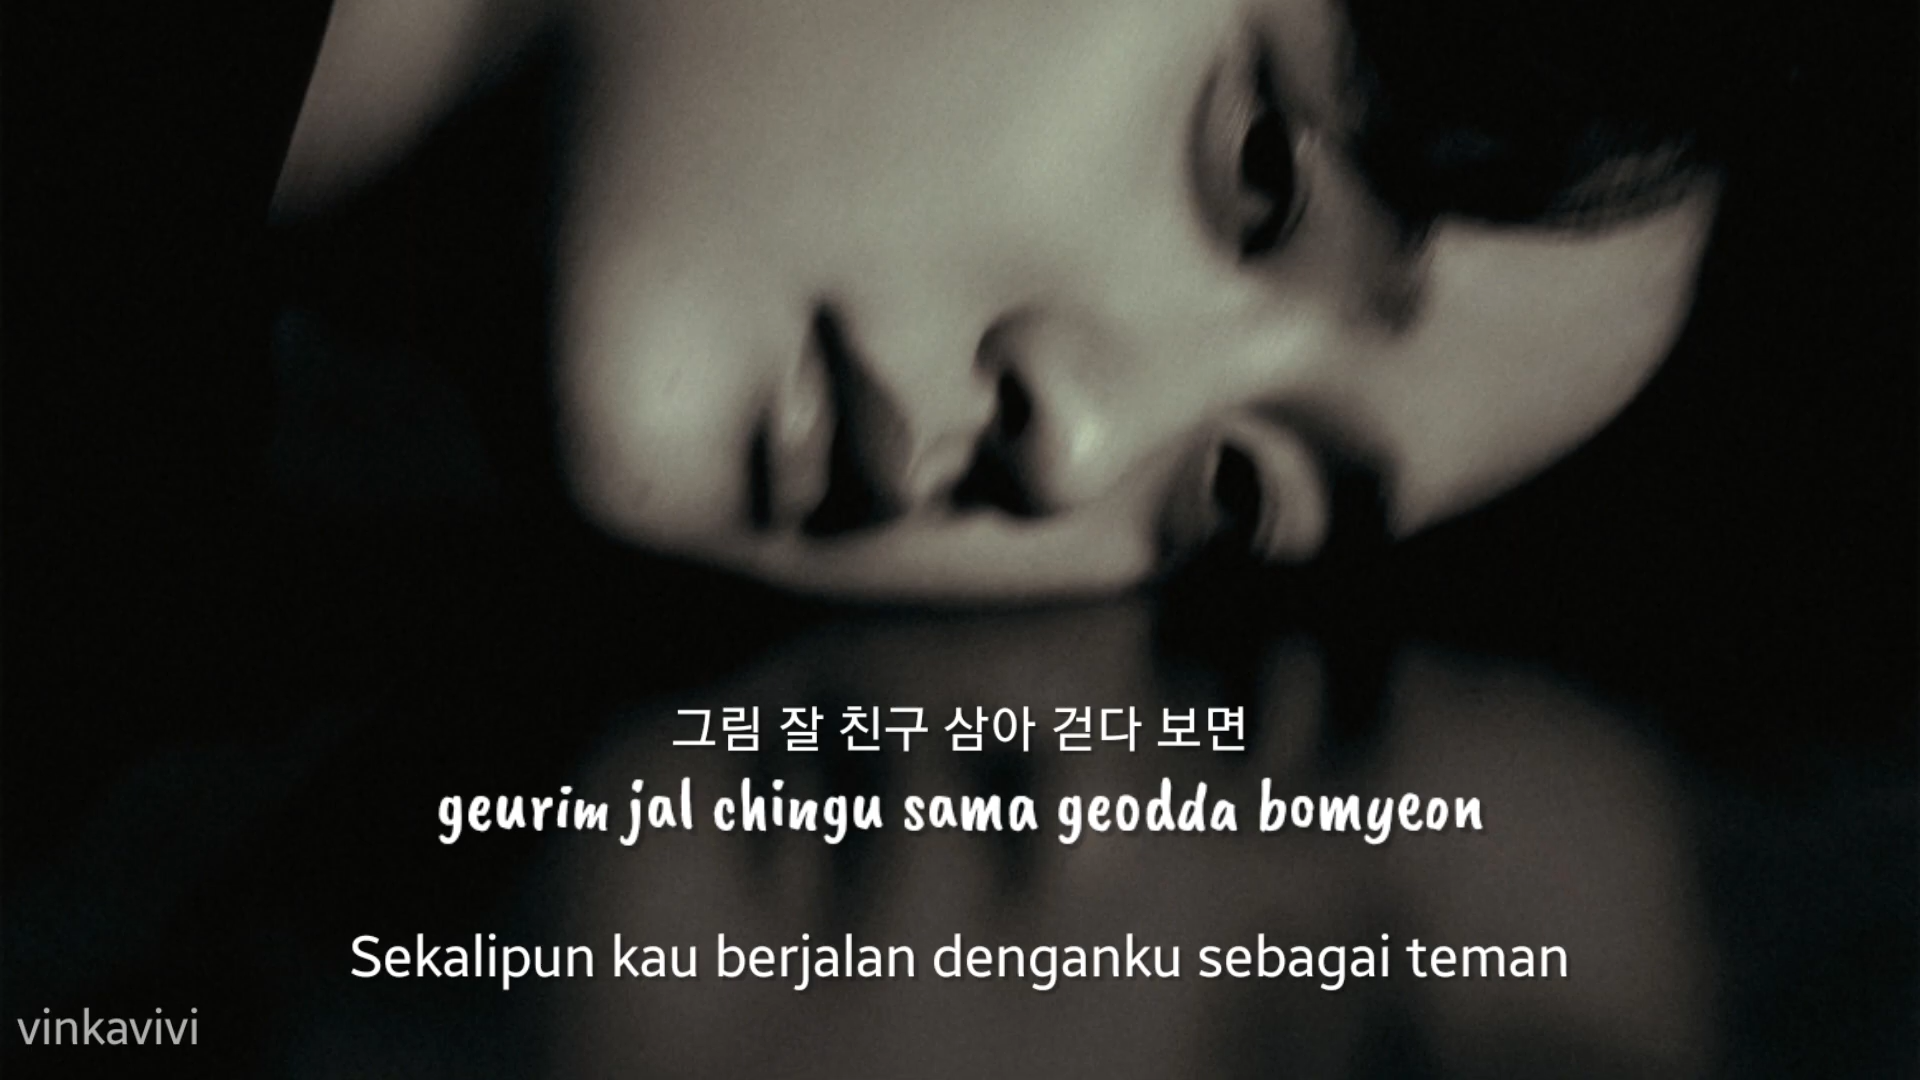 그림 잘 친구 삼아 걷다 보면
geurim jal chingu sama geodda bomyeon
Sekalipun kau berjalan denganku sebagai teman
vinkavivi